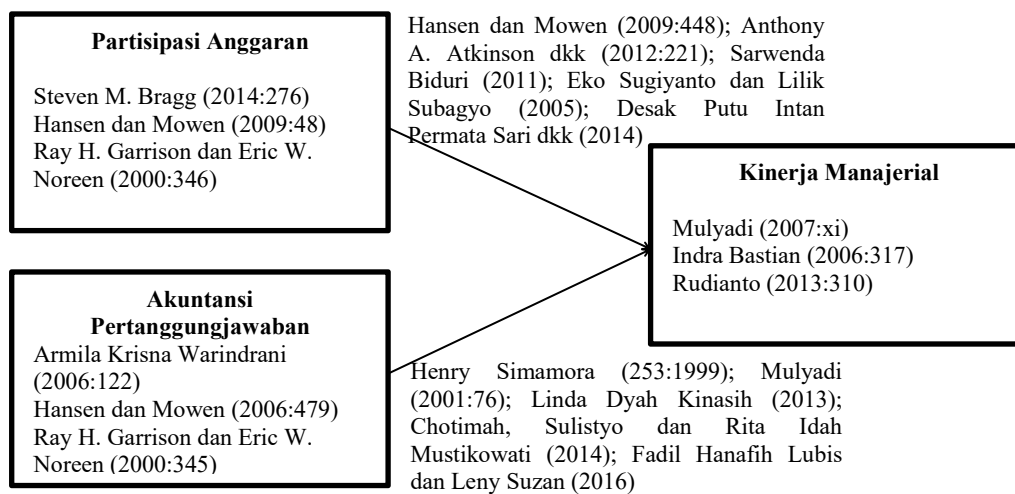 Partisipasi Anggaran
Steven M. Bragg (2014:276)
Hansen dan Mowen (2009:48)
Ray H. Garrison dan Eric W.
Noreen (2000:346)
Hansen dan Mowen (2009:448); Anthony
A. Atkinson dkk (2012:221); Sarwenda
Biduri (2011); Eko Sugiyanto dan Lilik
Subagyo (2005); Desak Putu Intan
Permata Sari dkk (2014)
Kinerja Manajerial
Mulyadi (2007:xi)
Indra Bastian (2006:317)
Rudianto (2013:310)
Akuntansi
Pertanggungjawaban
Armila Krisna Warindrani
(2006:122)
Hansen dan Mowen (2006:479)
Ray H. Garrison dan Eric W.
Noreen (2000:345)
Henry Simamora (253:1999); Mulyadi
(2001:76); Linda Dyah Kinasih (2013);
Chotimah, Sulistyo dan Rita Idah
Mustikowati (2014); Fadil Hanafih Lubis
dan Leny Suzan (2016)